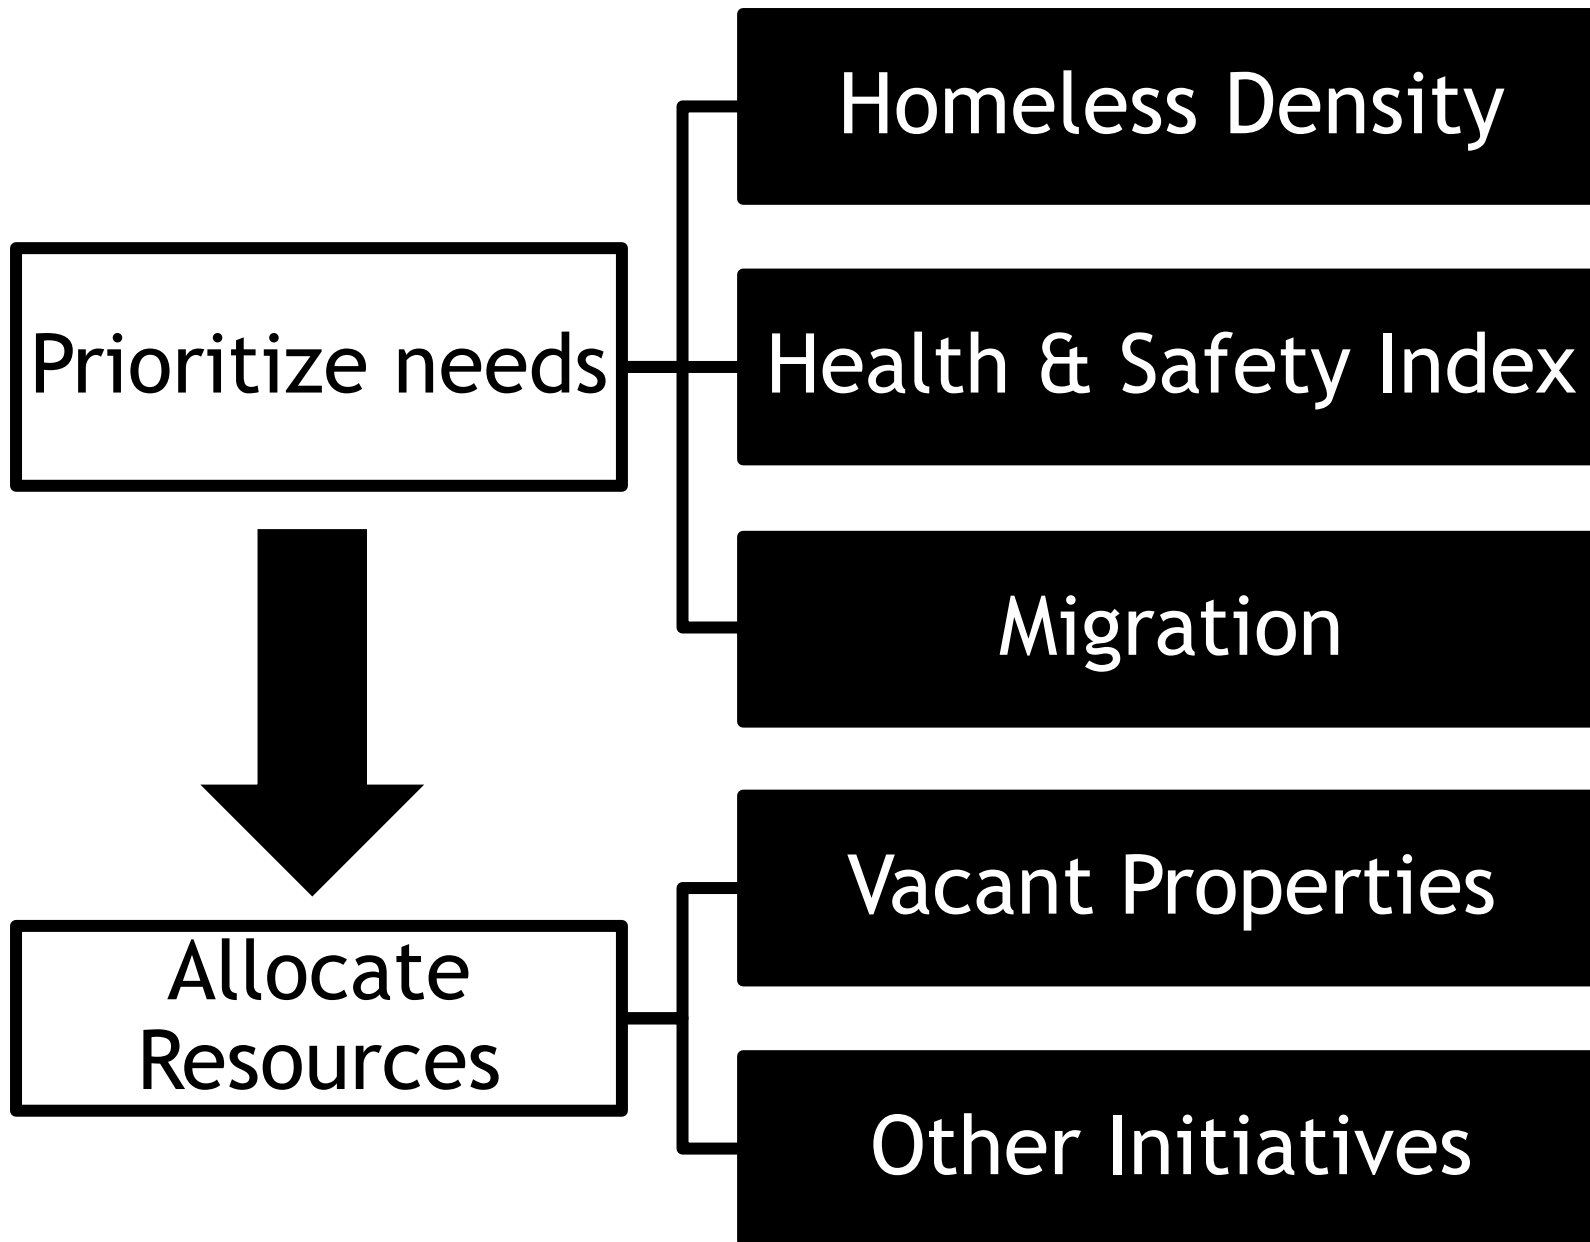 Homeless Density
Prioritize needs
Health & Safety Index
Migration
Vacant Properties
Allocate
Resources
Other Initiatives